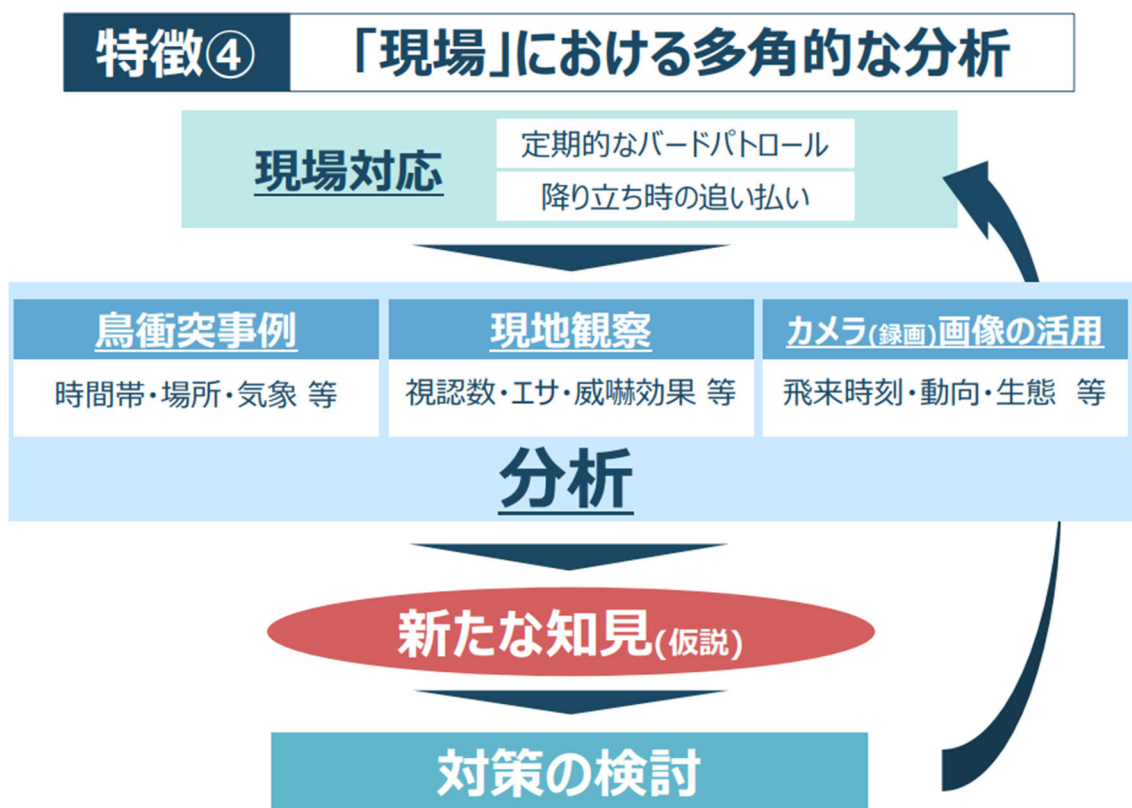 特徴④ 「現場」における多角的な分析
現場対応
定期的なバードパトロール
降り立ち時の追い払い
鳥衝突事例
時間帯・場所・気象 等
現地観察
視認数・エサ・威嚇効果 等
カメラ(録画)画像の活用
飛来時刻・動向・生態 等
分析
新たな知見(仮説)
対策の検討